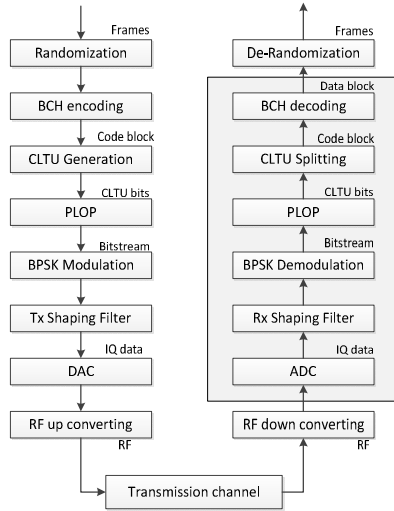 Frames
Randomization
BCH encoding
Code block
CLTU Generation
CLTU bits
PLOP
Bitstream
BPSK Modulation
Tx Shaping Filter
IQ data
DAC
RF up converting
RF
Transmission channel
Frames
De-Randomization
Data block
BCH decoding
Code block
CLTU Splitting
CLTU bits
PLOP
Bitstream
BPSK Demodulation
Rx Shaping Filter
IQ data
ADC
RF down converting
RF